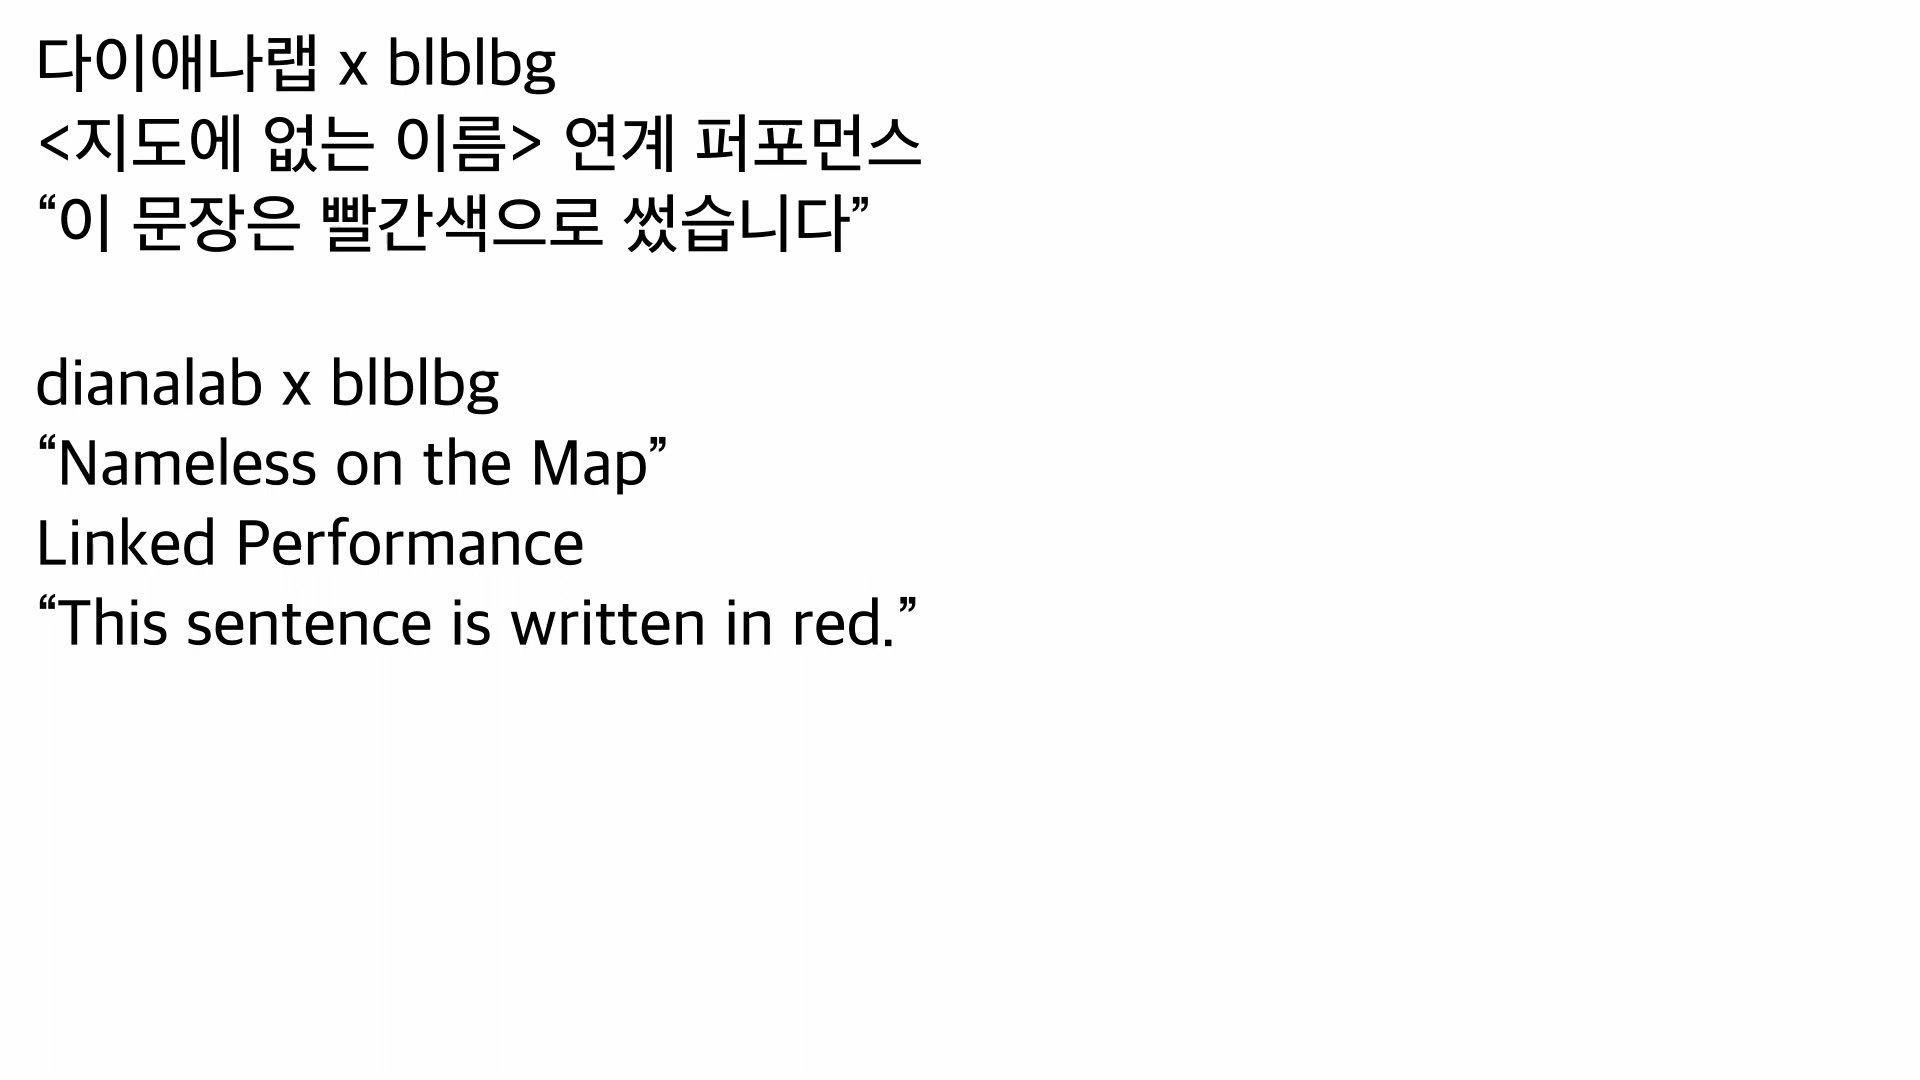 다이애나랩 x blblbg
<지도에 없는 이름> 연계 퍼포먼스
“이 문장은 빨간색으로 썼습니다”
dianalab x blblbg
“Nameless on the Map”
Linked Performance
“This sentence is written in red.”